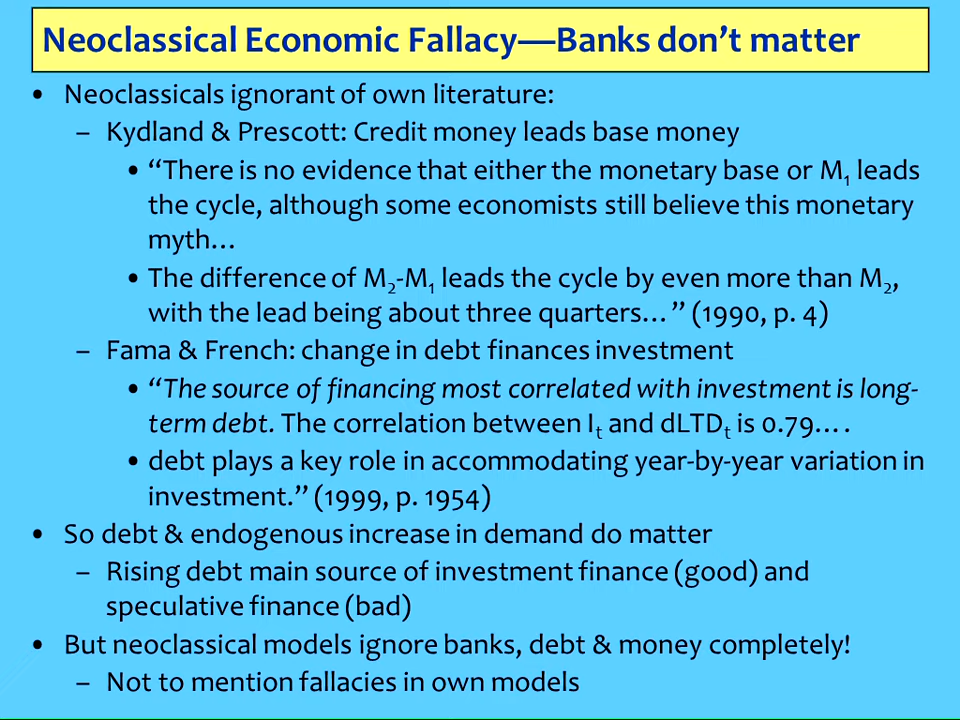 Neoclassical Economic Fallacy—Banks don’t matter
• Neoclassicals ignorant of own literature:
– Kydland & Prescott: Credit money leads base money
• “There is no evidence that either the monetary base or M1 leads
the cycle, although some economists still believe this monetary
myth…
• The difference of M2-M1 leads the cycle by even more than M2,
with the lead being about three quarters…” (1990, p. 4)
– Fama & French: change in debt finances investment
• “The source of financing most correlated with investment is long-
term debt. The correlation between It and dLTDt is 0.79….
• debt plays a key role in accommodating year-by-year variation in
investment.” (1999, p. 1954)
• So debt & endogenous increase in demand do matter
– Rising debt main source of investment finance (good) and
speculative finance (bad)
• But neoclassical models ignore banks, debt & money completely!
– Not to mention fallacies in own models